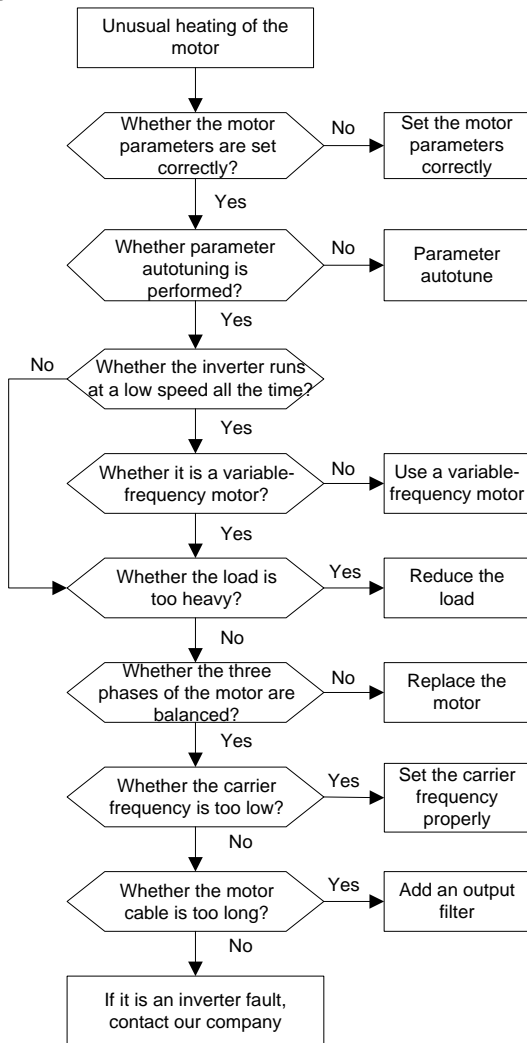 Unusual heating of the
motor
Whether the motor
parameters are set
correctly?
No
Set the motor
parameters
correctly
Yes
Whether parameter
autotuning is
performed?
No
Parameter
autotune
Yes
No
Whether the inverter runs
at a low speed all the time?
Yes
Whether it is a variable-
frequency motor?
No
Use a variable-
frequency motor
Yes
Whether the load is
too heavy?
Yes
Reduce the
load
No
Whether the three
phases of the motor are
balanced?
No
Replace the
motor
Yes
Whether the carrier
frequency is too low?
Yes
Set the carrier
frequency
properly
No
Whether the motor
cable is too long?
Yes
Add an output
filter
No
If it is an inverter fault,
contact our company